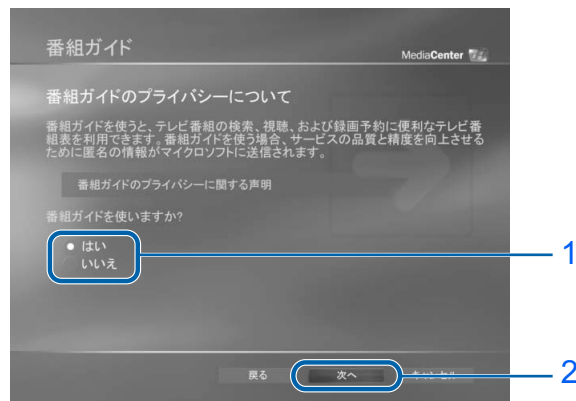 番組ガイド
MediaCenter
番組ガイドのプライバシーについて
番組ガイドを使うと、テレビ番組の検索、視聴、および録画予約に便利なテレビ番
組表を利用できます。番組ガイドを使う場合、サービスの品質と精度を向上させる
ために匿名の情報がマイクロソフトに送信されます。
番組ガイドのプライバシーに関する声明
番組ガイドを使いますか?
はい
いいえ
1
戻る 次へ キャンセル
2